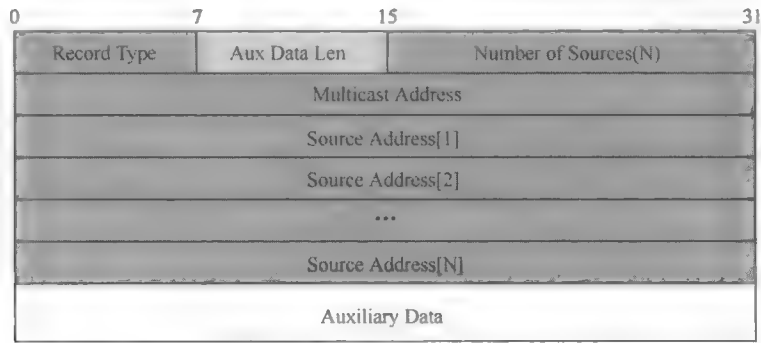 0 7 15 31
Record Type Aux Data Len Number of Sources(N)
Multicast Address
Source Address[1]
Source Address[2]
...
Source Address[N]
Auxiliary Data